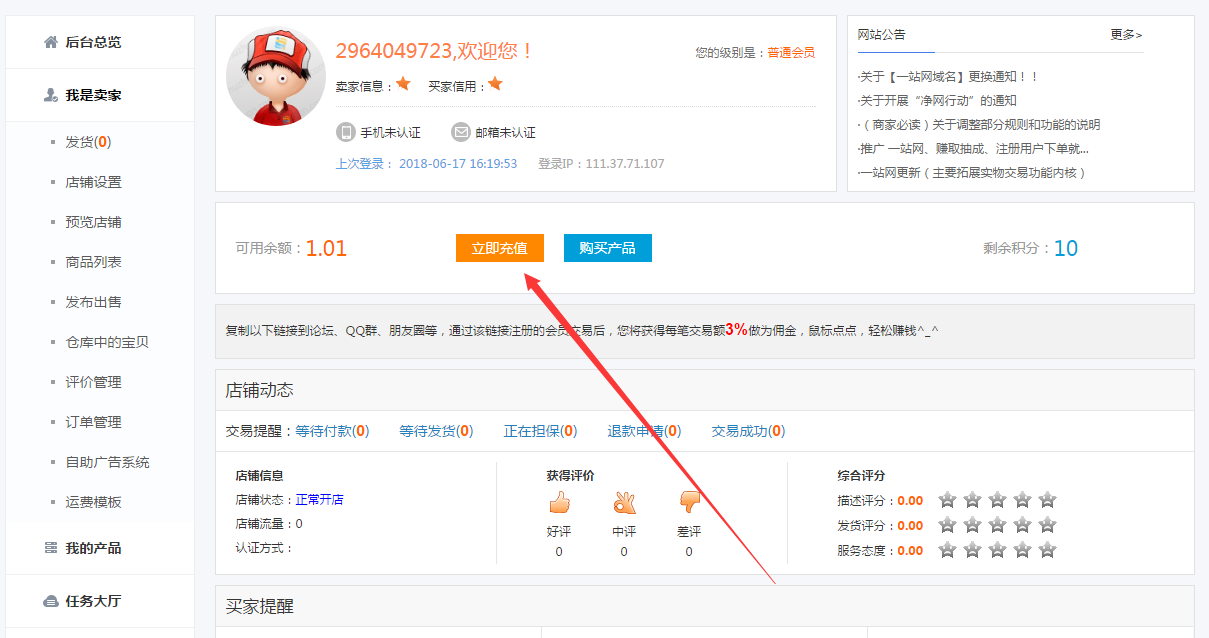 后台总览
我是卖家
发货(0)
店铺设置
预览店铺
商品列表
发布出售
仓库中的宝贝
评价管理
订单管理
自助广告系统
运费模板
我的产品
任务大厅
2964049723,欢迎您！
您的级别是：普通会员
卖家信息： 买家信用：
手机未认证 邮箱未认证
上次登录： 2018-06-17 16:19:53 登录IP：111.37.71.107
网站公告 更多>
·关于【一站网域名】更换通知！！
·关于开展“净网行动”的通知
·（商家必读）关于调整部分规则和功能的说明
·推广 一站网、赚取抽成、注册用户下单就...
·一站网更新（主要拓展实物交易功能内核）
可用余额：1.01 立即充值 购买产品 剩余积分：10
复制以下链接到论坛、QQ群、朋友圈等，通过该链接注册的会员交易后，您将获得每笔交易额3%做为佣金，鼠标点点，轻松赚钱^_^
店铺动态
交易提醒：等待付款(0) 等待发货(0) 正在担保(0) 退款申请(0) 交易成功(0)
店铺信息
店铺状态：正常开店
店铺流量：0
认证方式：
获得评价
好评 中评 差评
0 0 0
综合评分
描述评分：0.00
发货评分：0.00
服务态度：0.00
买家提醒